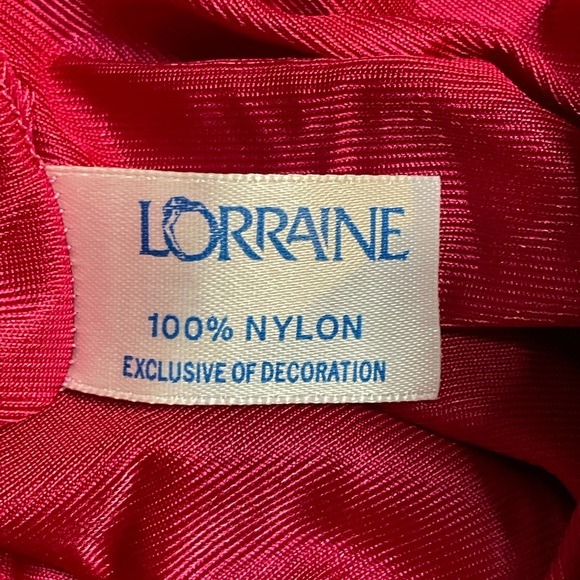 LORRAINE
100% NYLON
EXCLUSIVE OF DECORATION